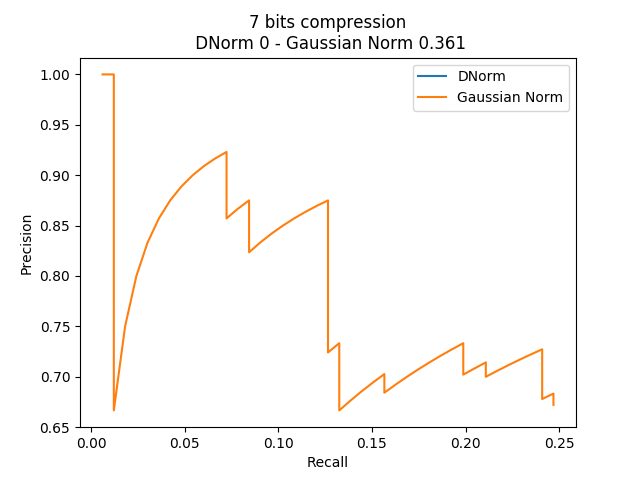 7 bits compression
DNorm 0 - Gaussian Norm 0.361
DNorm
Gaussian Norm
1.00
0.95
0.90
0.85
0.80
0.75
0.70
0.65
Precision
0.00 0.05 0.10 0.15 0.20 0.25
Recall